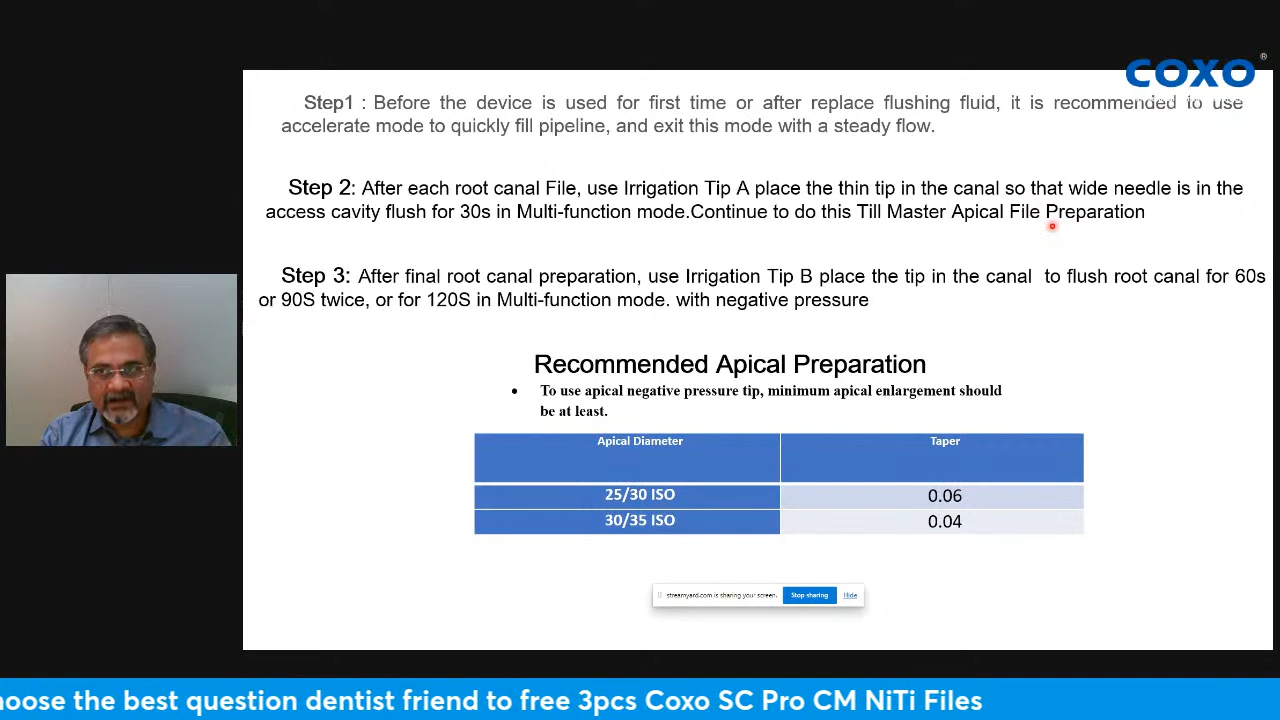 COXO
®
Step1 : Before the device is used for first time or after replace flushing fluid, it is recommended to use
accelerate mode to quickly fill pipeline, and exit this mode with a steady flow.
Step 2: After each root canal File, use Irrigation Tip A place the thin tip in the canal so that wide needle is in the
access cavity flush for 30s in Multi-function mode.Continue to do this Till Master Apical File Preparation
Step 3: After final root canal preparation, use Irrigation Tip B place the tip in the canal to flush root canal for 60s
or 90S twice, or for 120S in Multi-function mode. with negative pressure
Recommended Apical Preparation
• To use apical negative pressure tip, minimum apical enlargement should
be at least.
Apical Diameter Taper
25/30 ISO 0.06
30/35 ISO 0.04
streamyard.com is sharing your screen. Stop sharing Hide
oose the best question dentist friend to free 3pcs Coxo SC Pro CM NiTi Files